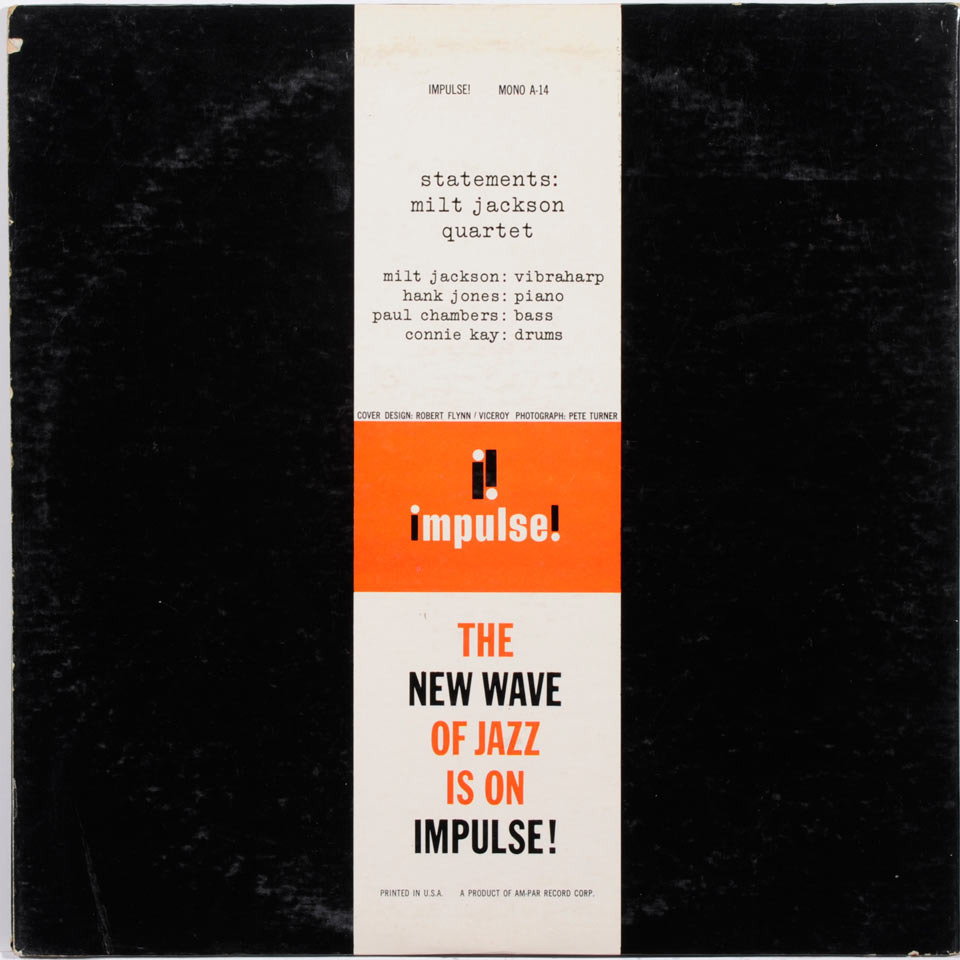 IMPULSE! MONO A-14
statements:
milt jackson
quartet
milt jackson: vibraharp
hank jones: piano
paul chambers: bass
connie kay: drums
COVER DESIGN: ROBERT FLYNN / VICEROY PHOTOGRAPH: PETE TURNER
i!
impulse!
THE
NEW WAVE
OF JAZZ
IS ON
IMPULSE!
PRINTED IN U.S.A. A PRODUCT OF AM-PAR RECORD CORP.